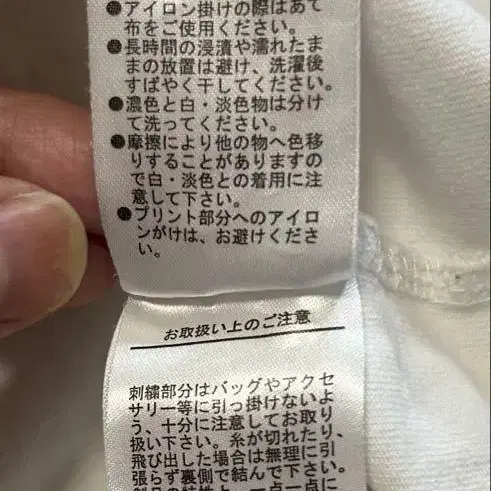 ●アイロン掛けの際はあて
布をご使用ください。
●長時間の浸漬や濡れたま
まの放置は避け、洗濯後
すばやく干してください。
●濃色と白・淡色物は分け
て洗ってください。
●摩擦により他の物へ色移
りすることがありますの
で白・淡色との着用に注
意して下さい。
●プリント部分へのアイロ
ンがけは、お避けくださ
い。
お取扱い上のご注意
刺繍部分はバッグやアクセ
サリー等に引っ掛けないよ
う、十分に注意してお取り
扱い下さい。糸が切れたり、
飛び出した場合は無理に引
張らず裏側で結んで下さい。
製品の特性上、一点一点に